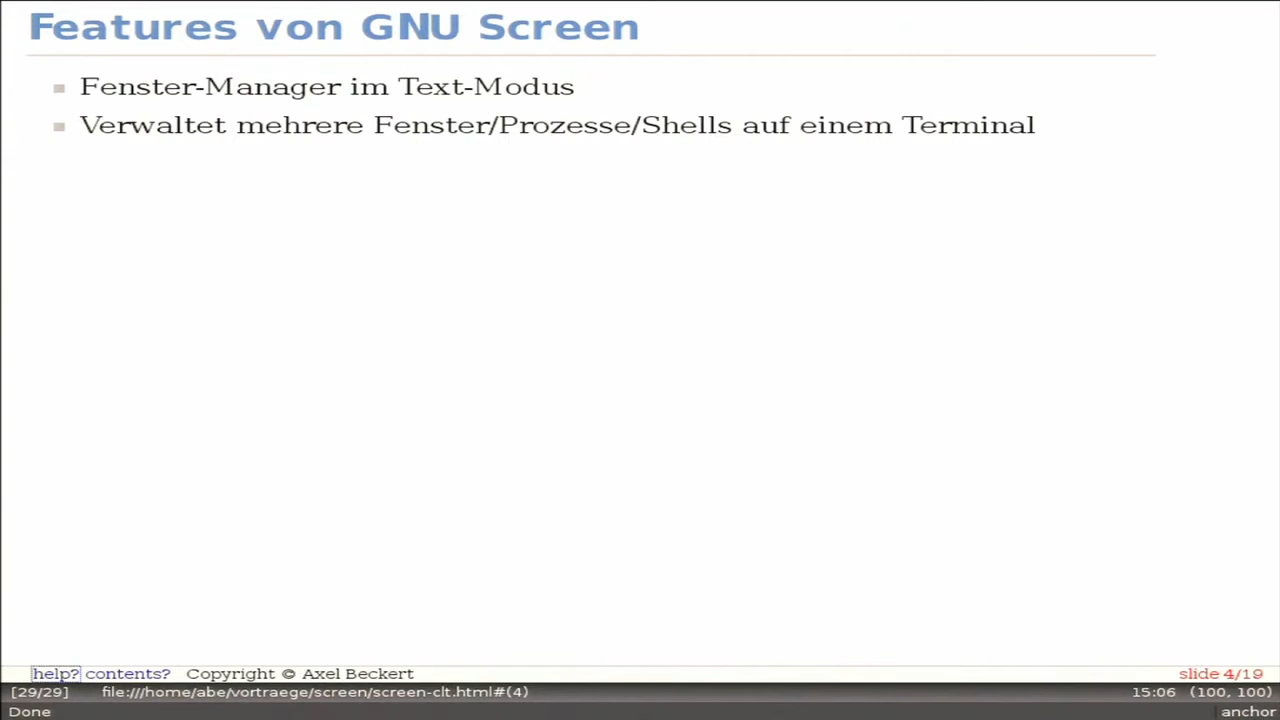 Features von GNU Screen
Fenster-Manager im Text-Modus
Verwaltet mehrere Fenster/Prozesse/Shells auf einem Terminal
help? contents? Copyright © Axel Beckert slide 4/19
[29/29] file:///home/abe/vortraege/screen/screen-clt.html#(4) 15:06 (100, 100)
Done anchor